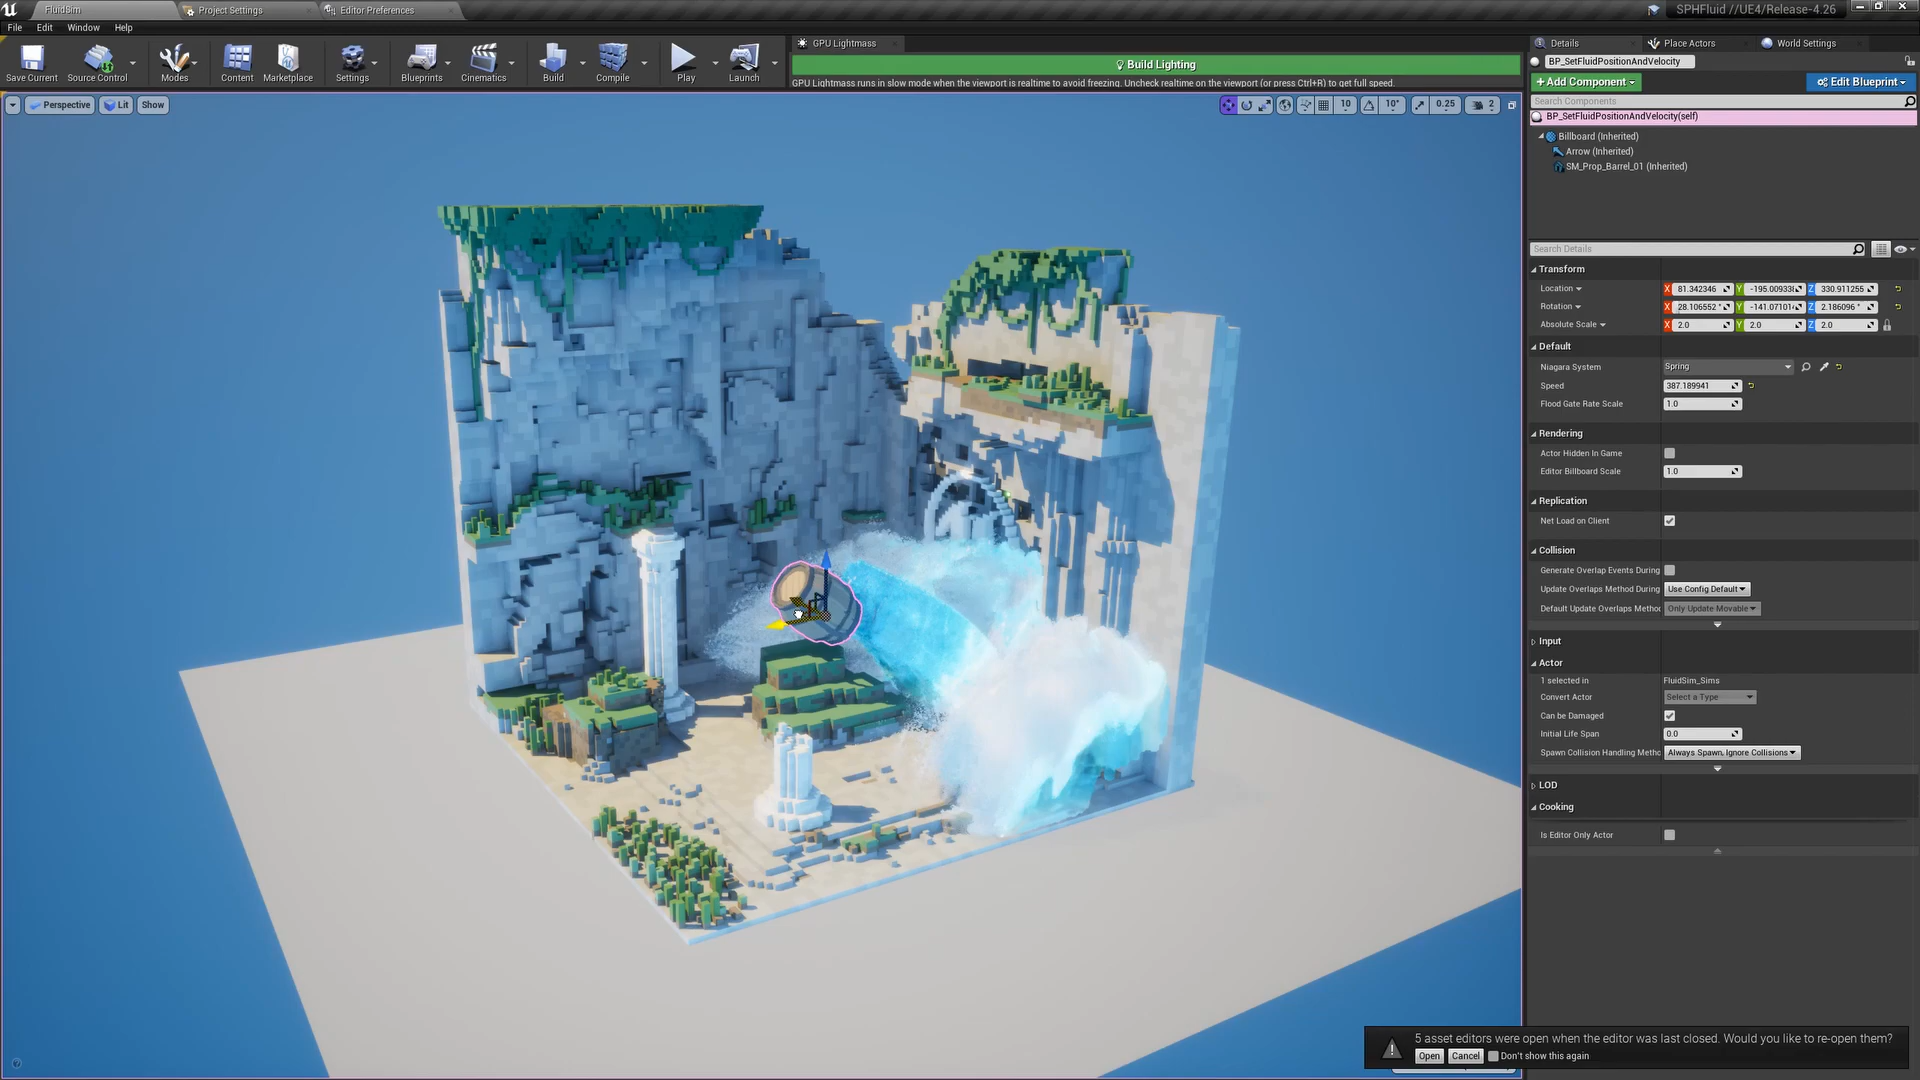 FluidSim
Project Settings
Editor Preferences
SPHFluid //UE4/Release-4.26
File Edit Window Help
Save Current
Source Control
Modes
Content
Marketplace
Settings
Blueprints
Cinematics
Build
Compile
Play
Launch
GPU Lightmass
Build Lighting
GPU Lightmass runs in slow mode when the viewport is realtime to avoid freezing. Uncheck realtime on the viewport (or press Ctrl+R) to get full speed.
Perspective Lit Show
10 10° 0.25 2
Details
Place Actors
World Settings
BP_SetFluidPositionAndVelocity
+ Add Component
Edit Blueprint
Search Components
BP_SetFluidPositionAndVelocity(self)
Billboard (Inherited)
Arrow (Inherited)
SM_Prop_Barrel_01 (Inherited)
Search Details
Transform
Location X 81.342346 Y -195.00933 Z 330.911255
Rotation X 28.106552 ° Y -141.07101 Z 2.186096 °
Absolute Scale X 2.0 Y 2.0 Z 2.0
Default
Niagara System Spring
Speed 387.189941
Flood Gate Rate Scale 1.0
Rendering
Actor Hidden In Game
Editor Billboard Scale 1.0
Replication
Net Load on Client
Collision
Generate Overlap Events During
Update Overlaps Method During Use Config Default
Default Update Overlaps Metho Only Update Movable
Input
Actor
1 selected in FluidSim_Sims
Convert Actor Select a Type
Can be Damaged
Initial Life Span 0.0
Spawn Collision Handling Metho Always Spawn, Ignore Collisions
LOD
Cooking
Is Editor Only Actor
5 asset editors were open when the editor was last closed. Would you like to re-open them?
Open Cancel Don't show this again